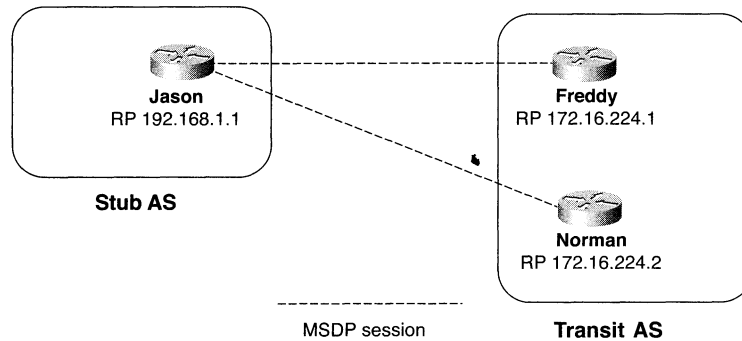 Jason
RP 192.168.1.1
Stub AS
Freddy
RP 172.16.224.1
Norman
RP 172.16.224.2
Transit AS
MSDP session